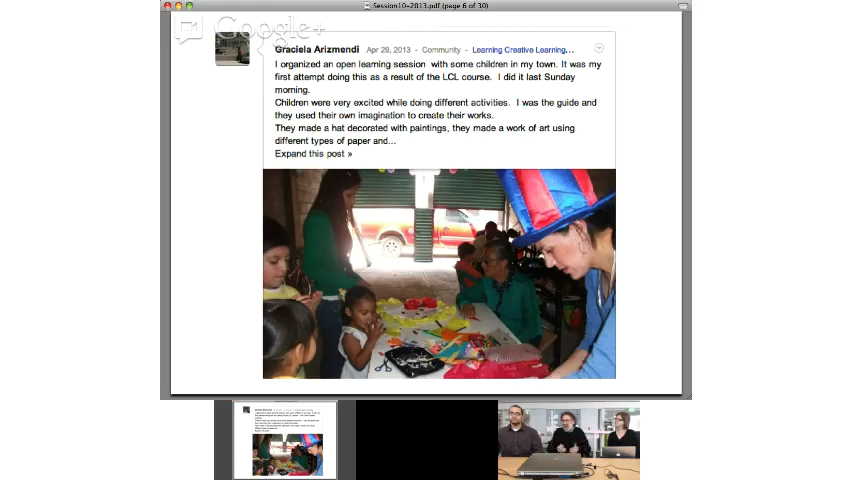 Session10-2013.pdf (page 6 of 30)
Google+
Graciela Arizmendi Apr 29, 2013 - Community - Learning Creative Learning...
I organized an open learning session with some children in my town. It was my
first attempt doing this as a result of the LCL course. I did it last Sunday
morning.
Children were very excited while doing different activities. I was the guide and
they used their own imagination to create their works.
They made a hat decorated with paintings, they made a work of art using
different types of paper and...
Expand this post »